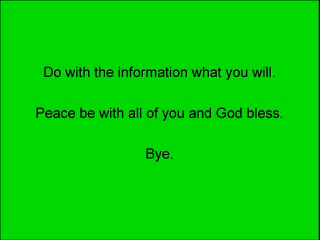 Do with the information what you will.
Peace be with all of you and God bless.
Bye.